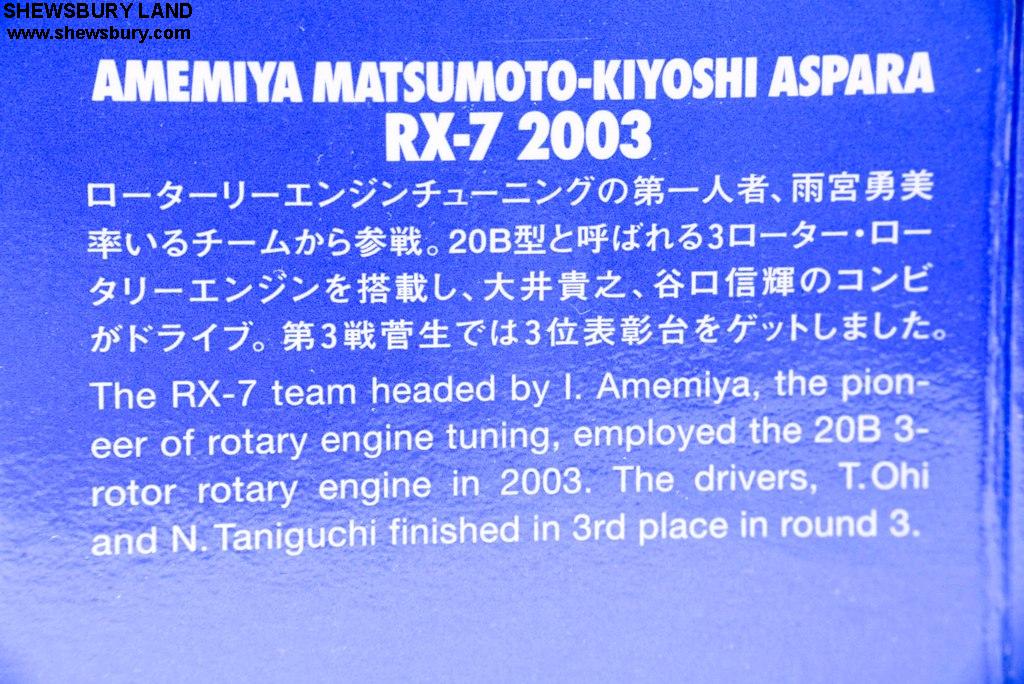 SHEWSBURY LAND
www.shewsbury.com
AMEMIYA MATSUMOTO-KIYOSHI ASPARA
RX-7 2003
ローターリーエンジンチューニングの第一人者、雨宮勇美
率いるチームから参戦。20B型と呼ばれる3ローター・ロー
タリーエンジンを搭載し、大井貴之、谷口信輝のコンビ
がドライブ。第3戦菅生では3位表彰台をゲットしました。
The RX-7 team headed by I. Amemiya, the pion-
eer of rotary engine tuning, employed the 20B 3-
rotor rotary engine in 2003. The drivers, T.Ohi
and N.Taniguchi finished in 3rd place in round 3.